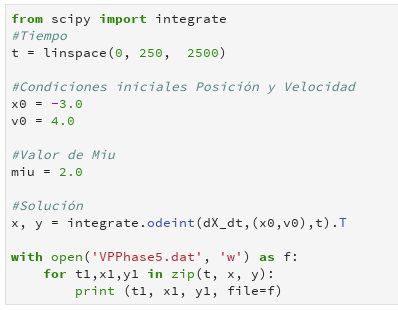 from scipy import integrate
#Tiempo
t = linspace(0, 250,  2500)
#Condiciones iniciales Posición y Velocidad
x0 = -3.0
v0 = 4.0
#Valor de Miu
miu = 2.0
#Solución
x, y = integrate.odeint(dX_dt,(x0,v0),t).T
with open('VPPhase5.dat', 'w') as f:
    for t1,x1,y1 in zip(t, x, y):
        print (t1, x1, y1, file=f)